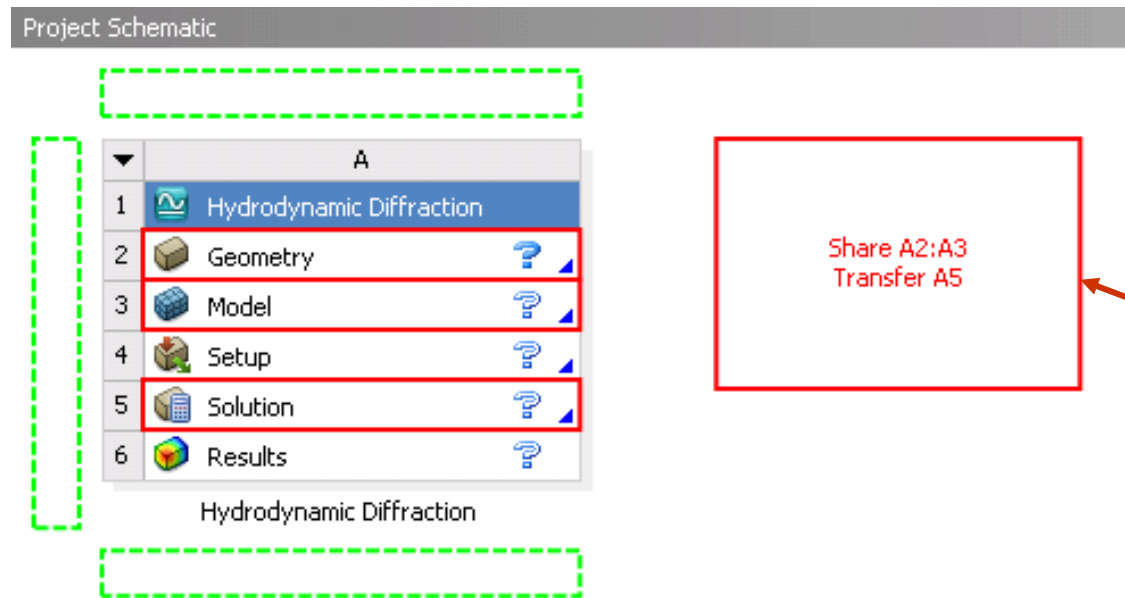 Project Schematic
A
1 Hydrodynamic Diffraction
2 Geometry ?
3 Model ?
4 Setup ?
5 Solution ?
6 Results ?
Hydrodynamic Diffraction
Share A2:A3
Transfer A5